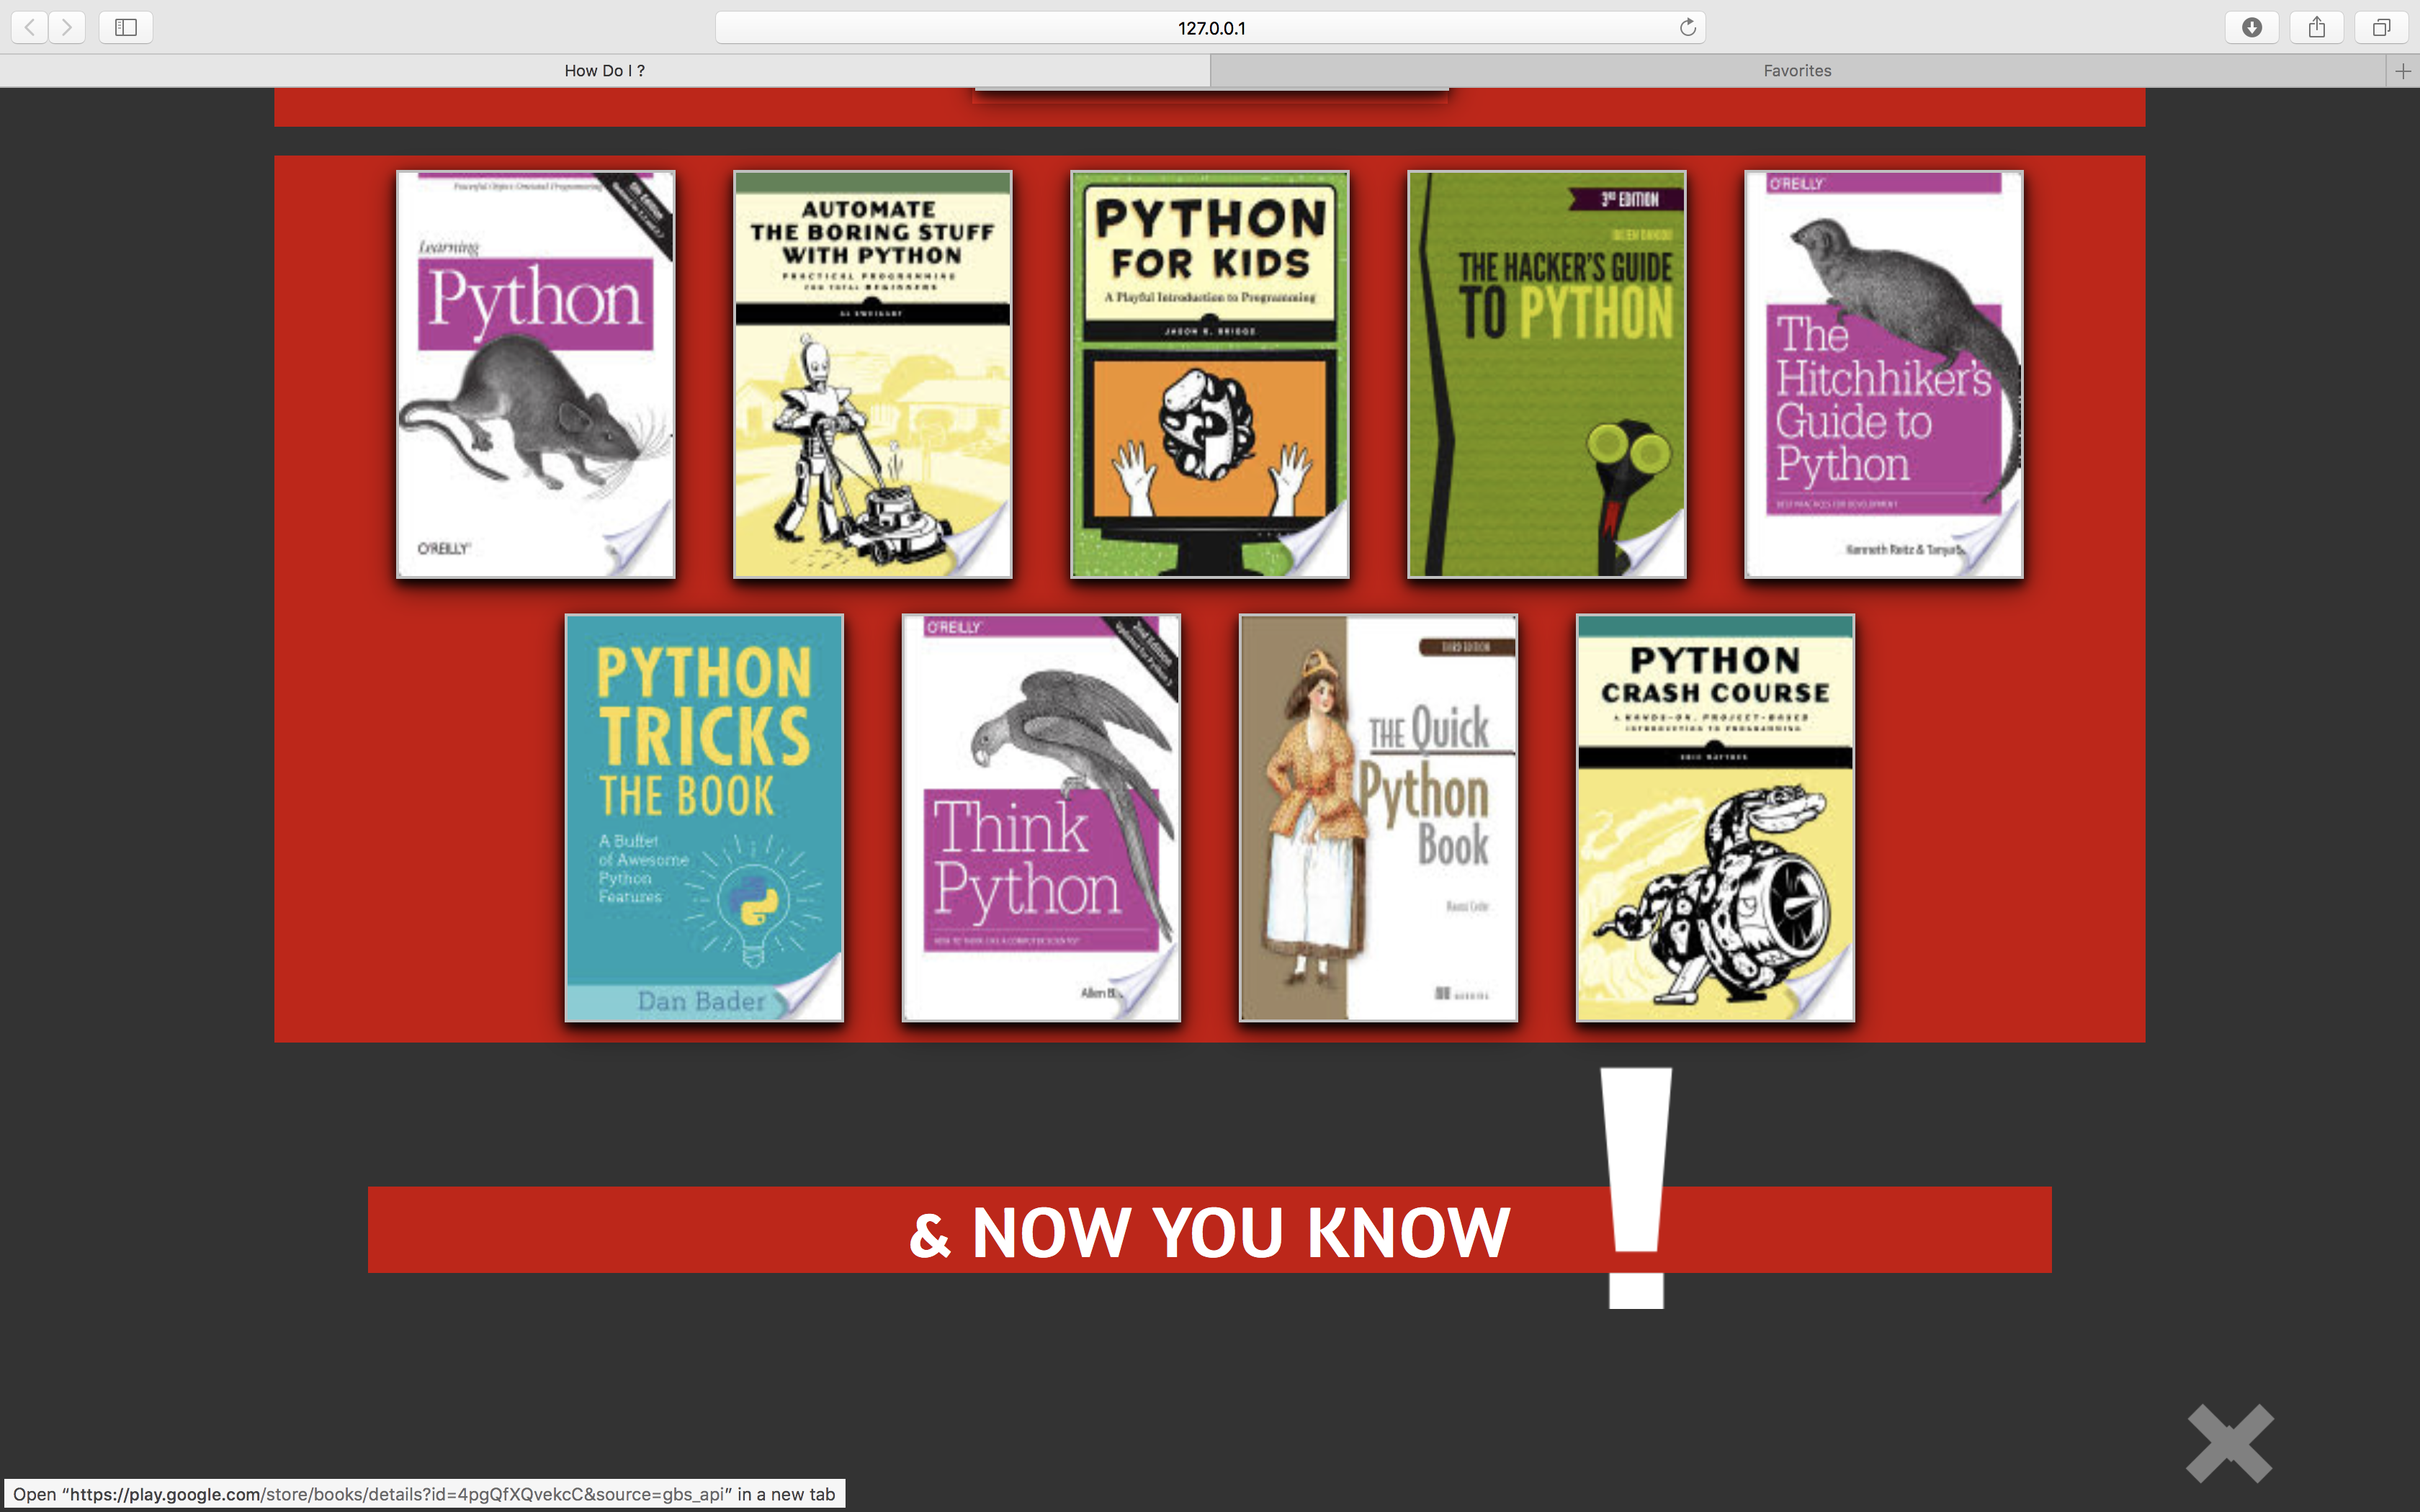 127.0.0.1
How Do I ?
Favorites
Learning
Python
O'REILLY
AUTOMATE
THE BORING STUFF
WITH PYTHON
PRACTICAL PROGRAMMING
FOR TOTAL BEGINNERS
AL SWEIGART
PYTHON
FOR KIDS
A Playful Introduction to Programming
JASON R. BRIGGS
3RD EDITION
JULIEN DANJOU
THE HACKER'S GUIDE
TO PYTHON
O'REILLY
The
Hitchhiker's
Guide to
Python
BEST PRACTICES FOR DEVELOPMENT
Kenneth Reitz & Tanya
PYTHON
TRICKS
THE BOOK
A Buffet
of Awesome
Python
Features
Dan Bader
O'REILLY
2nd Edition
Updated for Python 3
Think
Python
HOW TO THINK LIKE A COMPUTER SCIENTIST
Allen B.
THIRD EDITION
THE Quick
Python
Book
Naomi Ceder
MANNING
PYTHON
CRASH COURSE
A HANDS-ON, PROJECT-BASED
INTRODUCTION TO PROGRAMMING
ERIC MATTHES
& NOW YOU KNOW !
Open “https://play.google.com/store/books/details?id=4pgQfXQvekcC&source=gbs_api” in a new tab